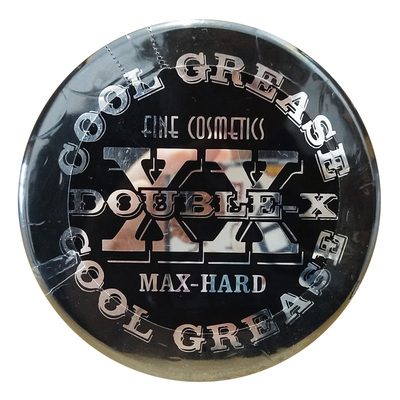 COOL GREASE
FINE COSMETICS
XX
DOUBLE-X
MAX-HARD
COOL GREASE